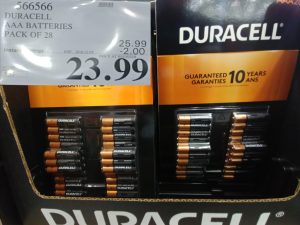 566566
DURACELL
AAA BATTERIES
PACK OF 28
25.99
-2.00
23.99
DURACELL
GUARANTEED
GARANTIES
10 YEARS
ANS
DURACELL